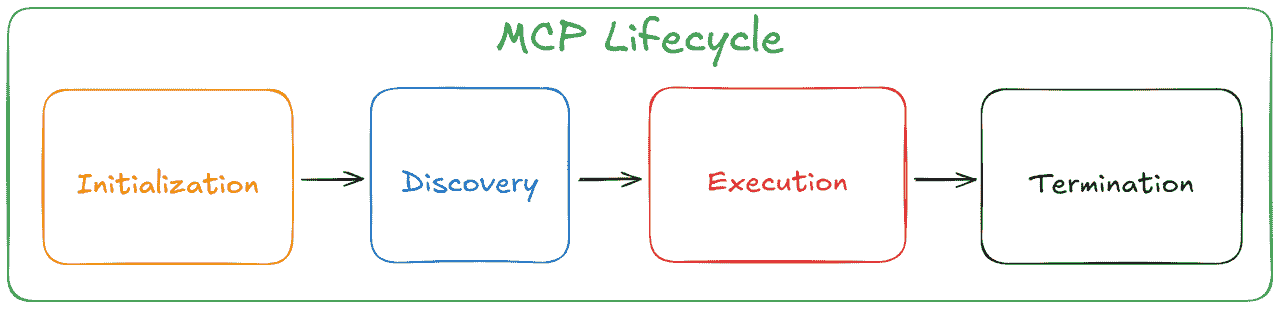 MCP Lifecycle
Initialization
Discovery
Execution
Termination